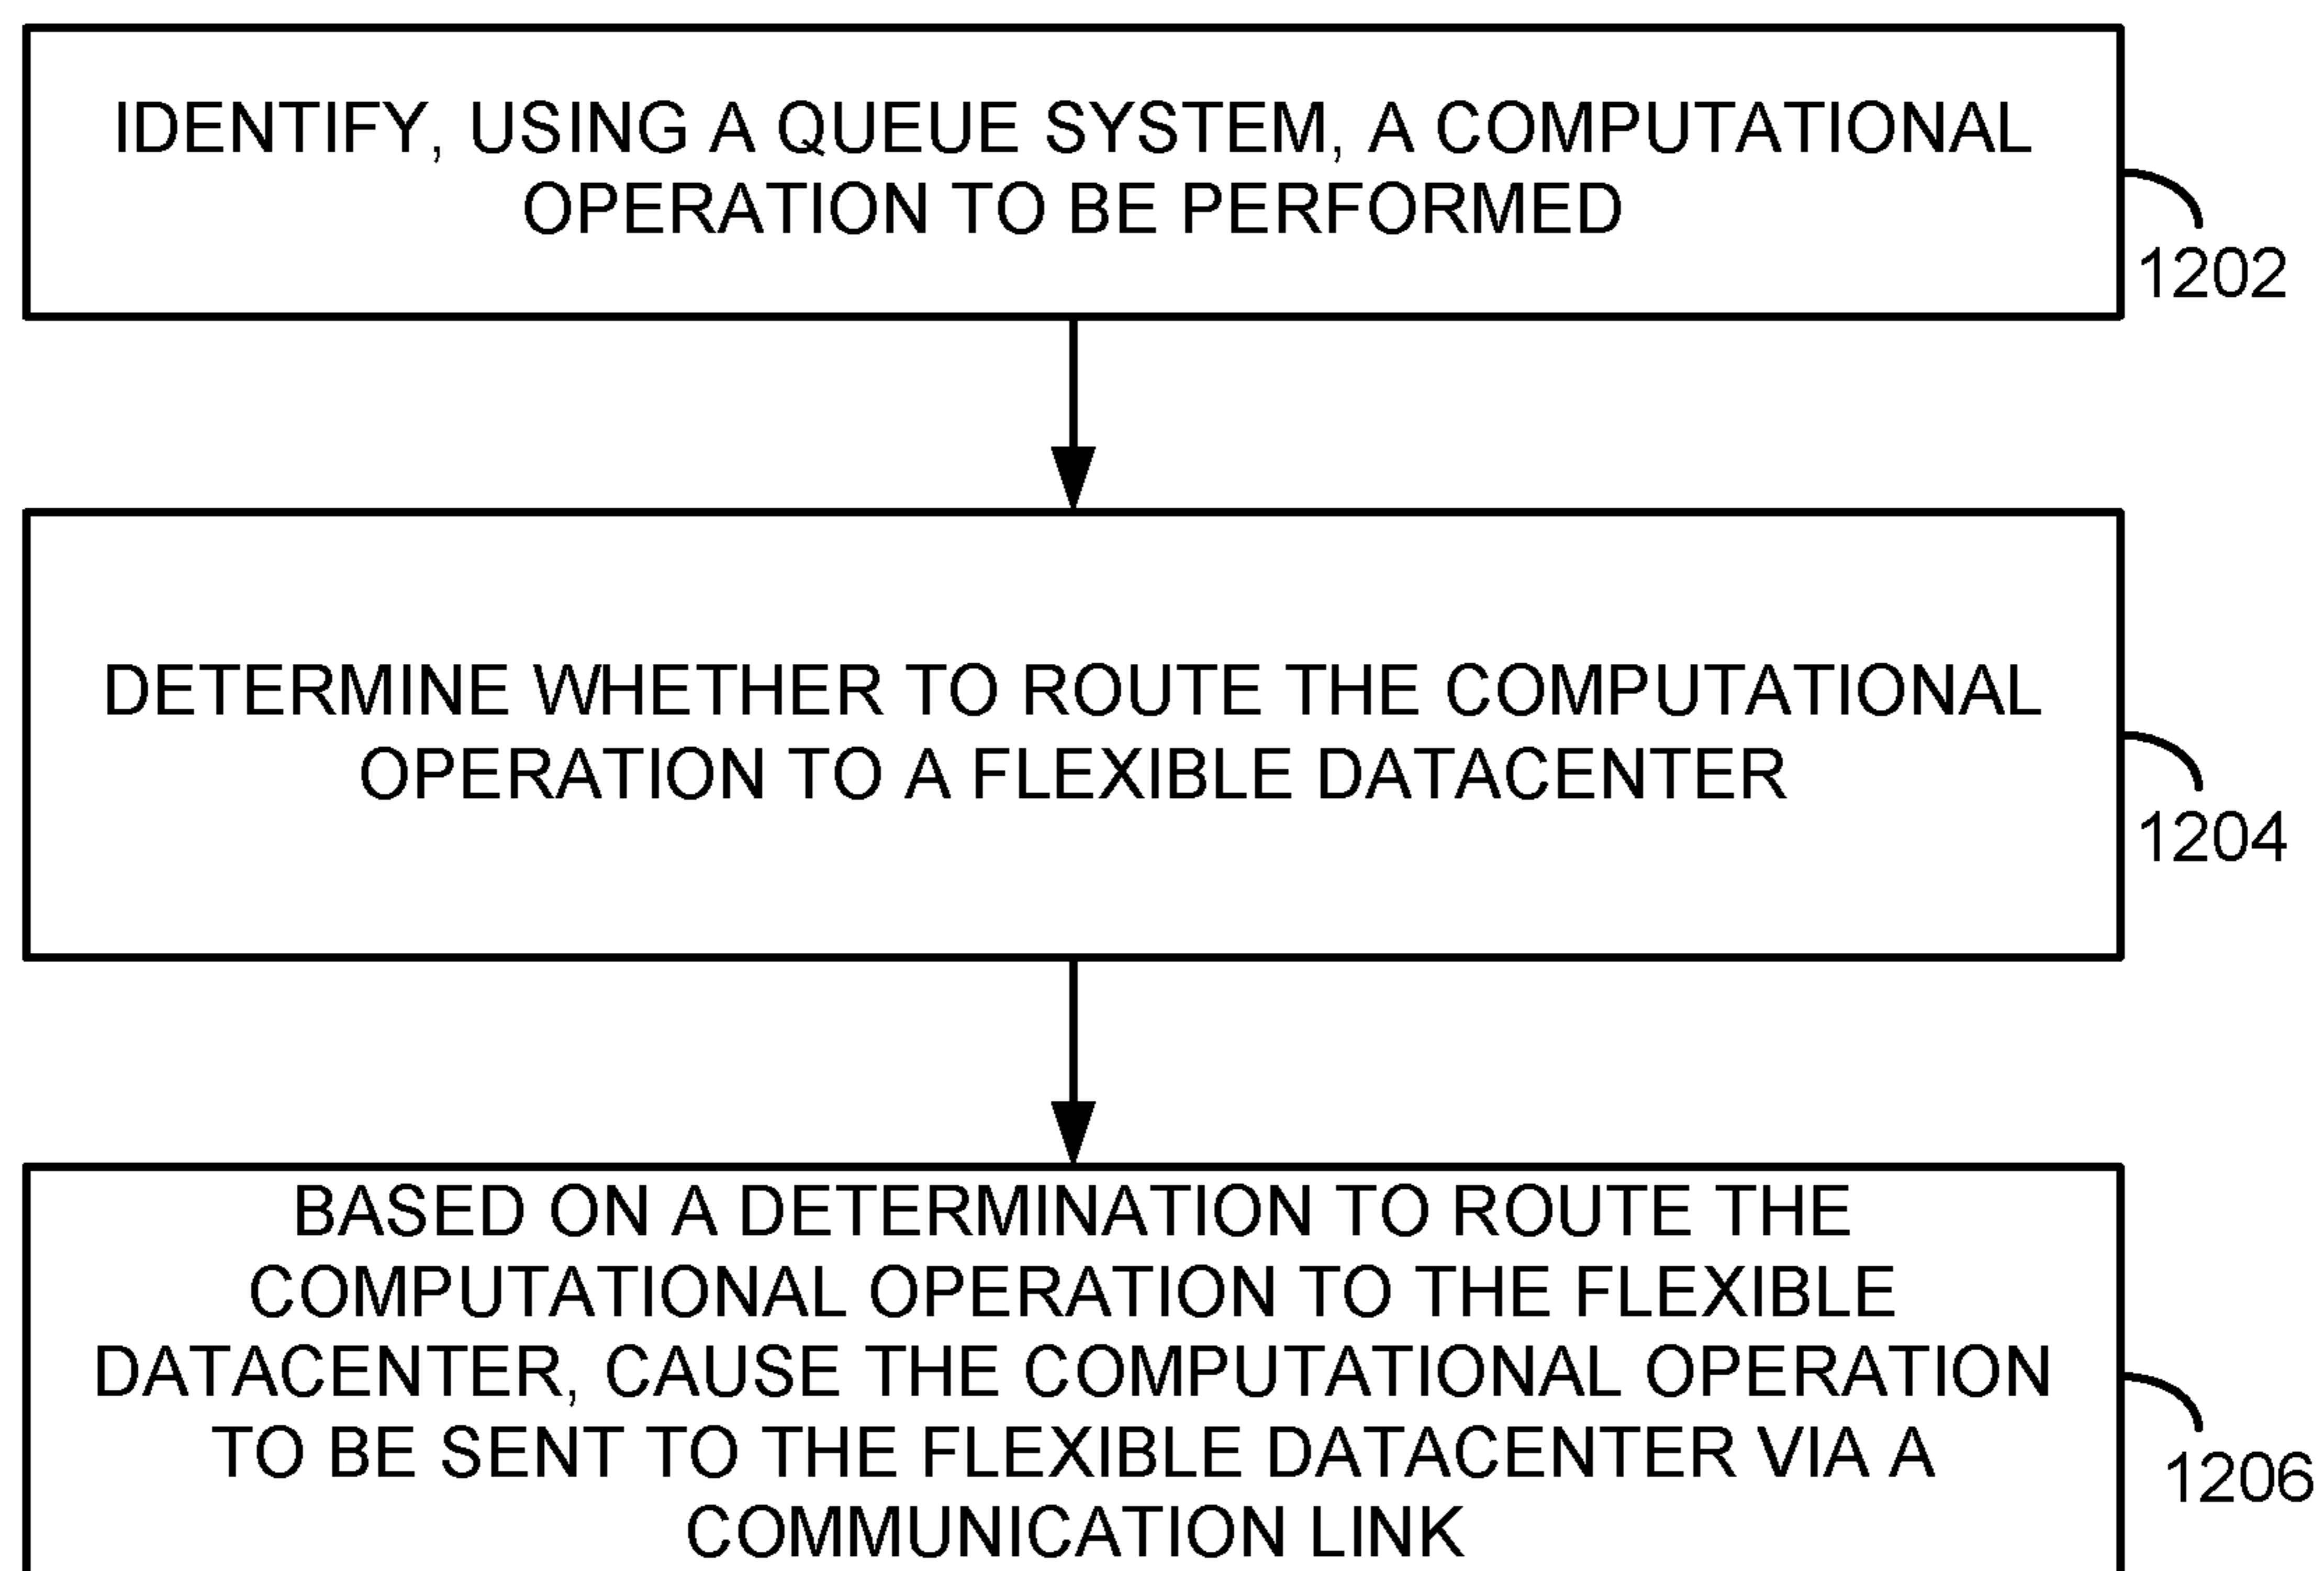 IDENTIFY, USING A QUEUE SYSTEM, A COMPUTATIONAL
OPERATION TO BE PERFORMED
1202
DETERMINE WHETHER TO ROUTE THE COMPUTATIONAL
OPERATION TO A FLEXIBLE DATACENTER
1204
BASED ON A DETERMINATION TO ROUTE THE
COMPUTATIONAL OPERATION TO THE FLEXIBLE
DATACENTER, CAUSE THE COMPUTATIONAL OPERATION
TO BE SENT TO THE FLEXIBLE DATACENTER VIA A
COMMUNICATION LINK
1206